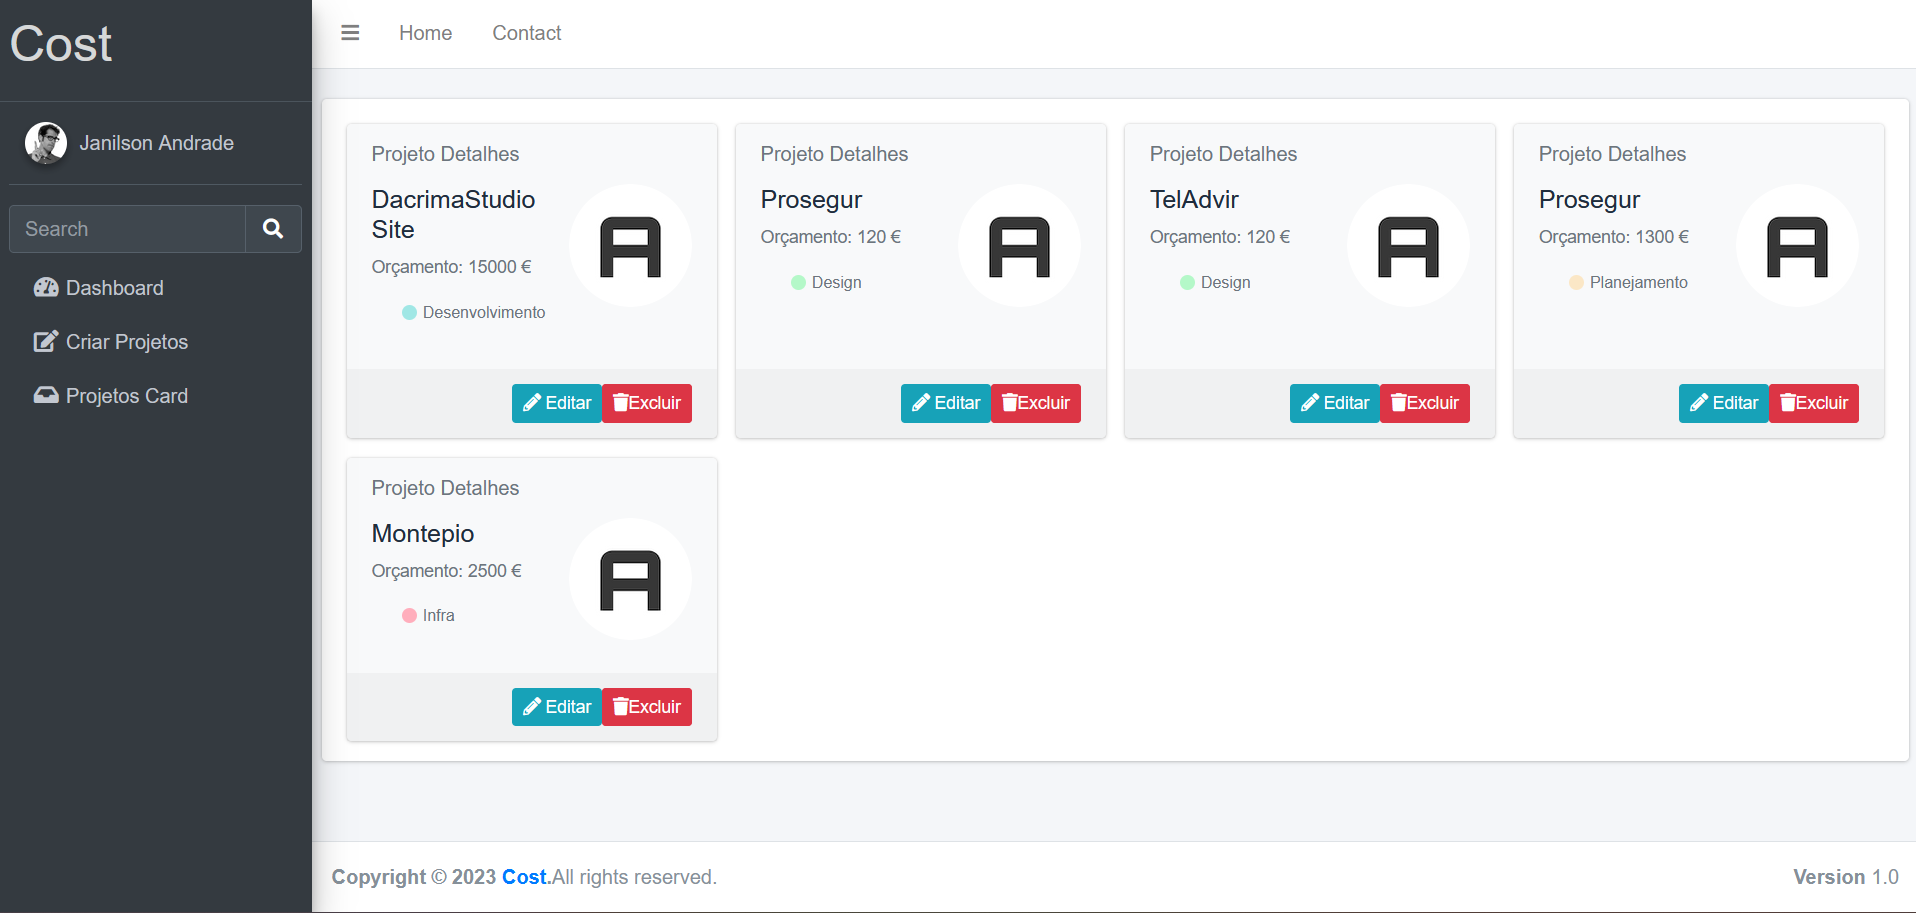 Cost
Janilson Andrade
Search
Dashboard
Criar Projetos
Projetos Card
Home
Contact
Projeto Detalhes
DacrimaStudio
Site
Orçamento: 15000 €
Desenvolvimento
Editar
Excluir
Projeto Detalhes
Prosegur
Orçamento: 120 €
Design
Editar
Excluir
Projeto Detalhes
TelAdvir
Orçamento: 120 €
Design
Editar
Excluir
Projeto Detalhes
Prosegur
Orçamento: 1300 €
Planejamento
Editar
Excluir
Projeto Detalhes
Montepio
Orçamento: 2500 €
Infra
Editar
Excluir
Copyright © 2023 Cost.All rights reserved.
Version 1.0